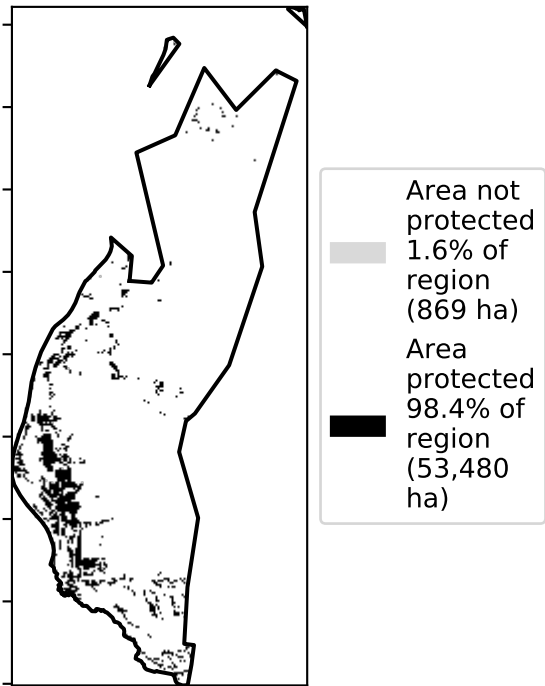 Area not
protected
1.6% of
region
(869 ha)
Area
protected
98.4% of
region
(53,480
ha)